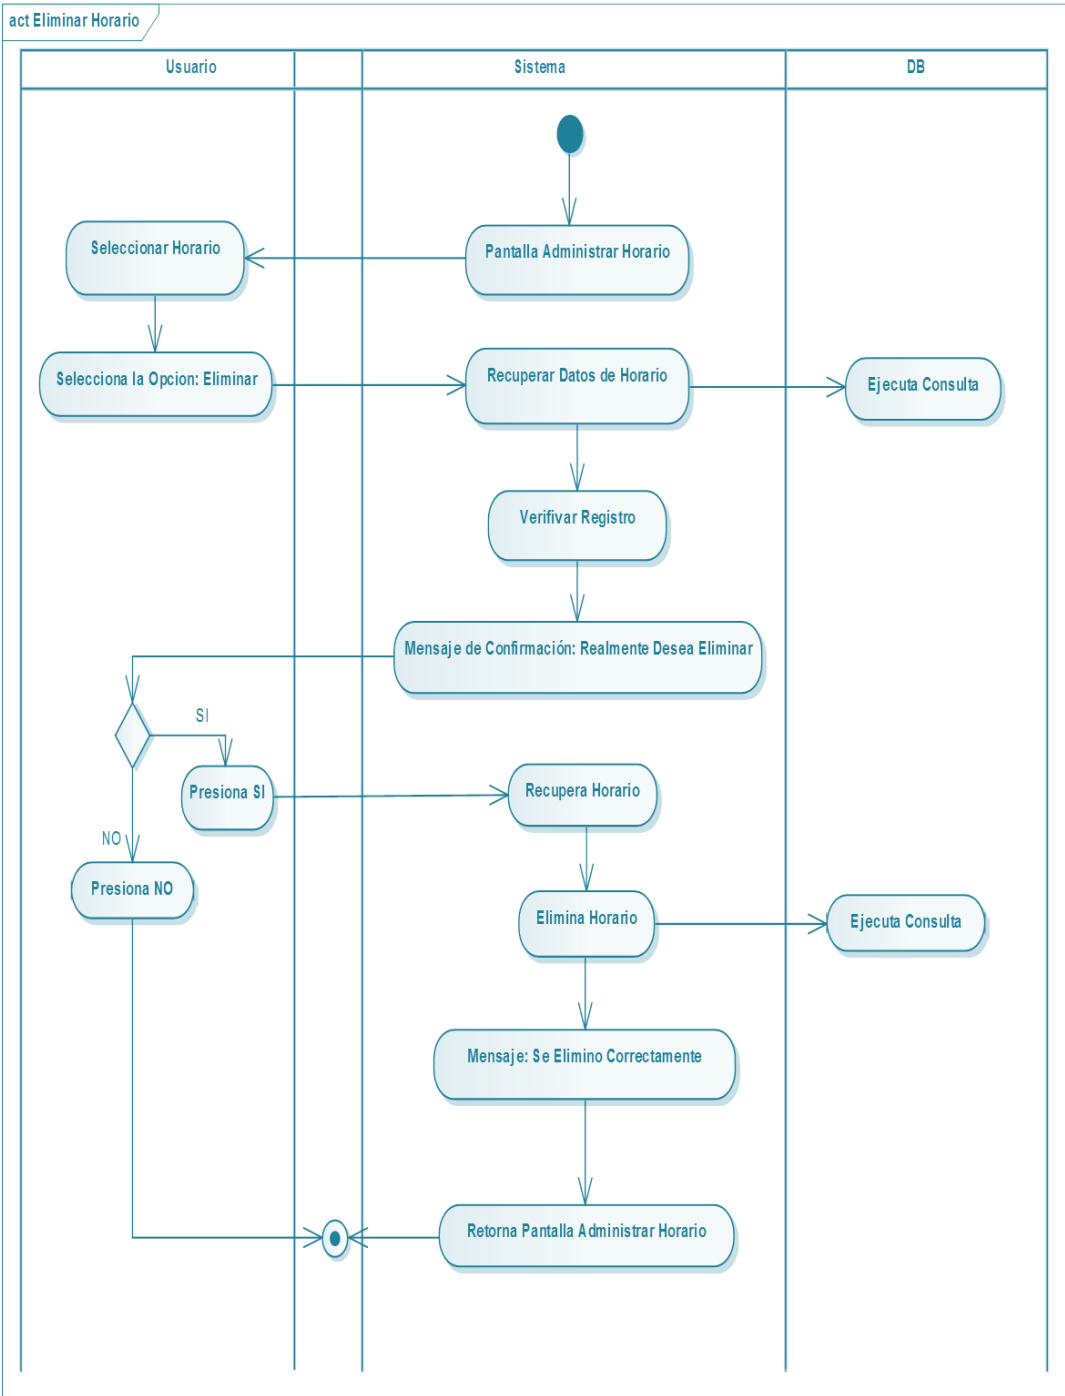 act Eliminar Horario
Usuario
Sistema
DB
Seleccionar Horario
Pantalla Administrar Horario
Selecciona la Opcion: Eliminar
Recuperar Datos de Horario
Ejecuta Consulta
Verifivar Registro
Mensaje de Confirmación: Realmente Desea Eliminar
SI
Presiona SI
Recupera Horario
NO
Presiona NO
Elimina Horario
Ejecuta Consulta
Mensaje: Se Elimino Correctamente
Retorna Pantalla Administrar Horario